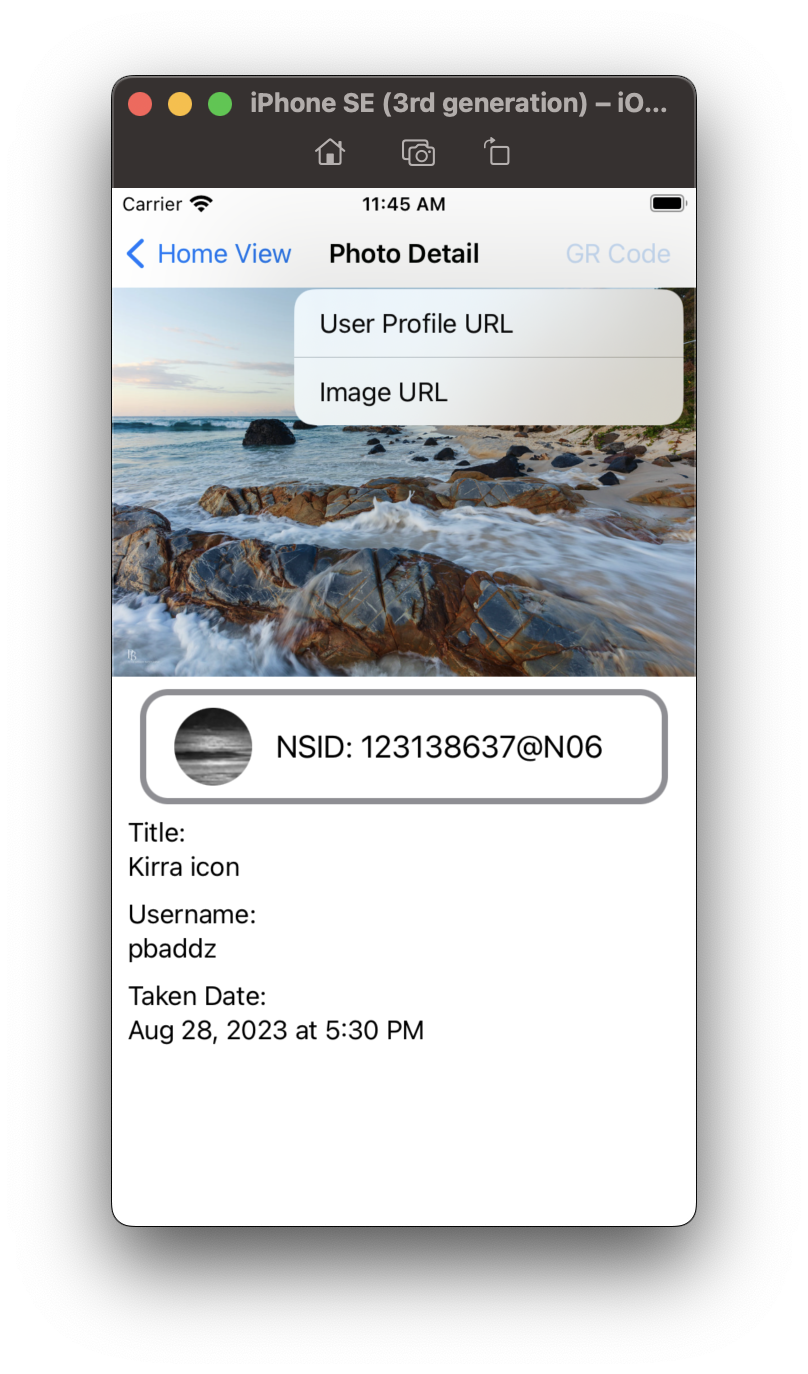 iPhone SE (3rd generation) – iO...
Carrier
11:45 AM
Home View
Photo Detail
GR Code
User Profile URL
Image URL
NSID: 123138637@N06
Title:
Kirra icon
Username:
pbaddz
Taken Date:
Aug 28, 2023 at 5:30 PM